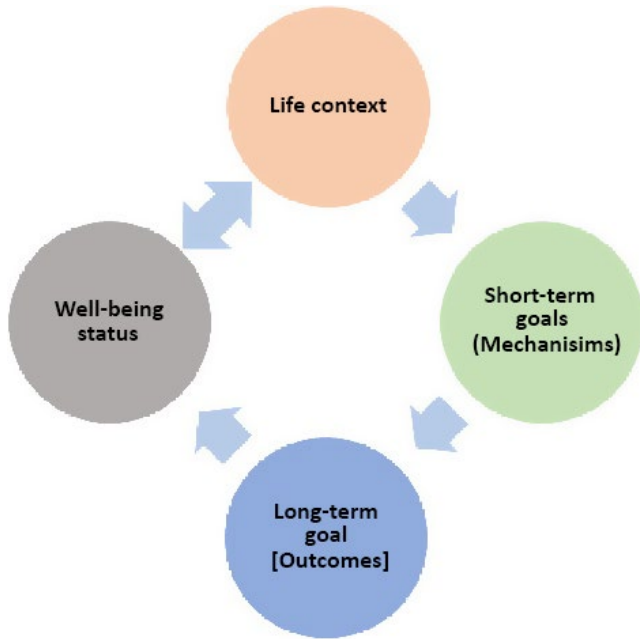 Life context
Short-term
goals
(Mechanisims)
Long-term
goal
[Outcomes]
Well-being
status